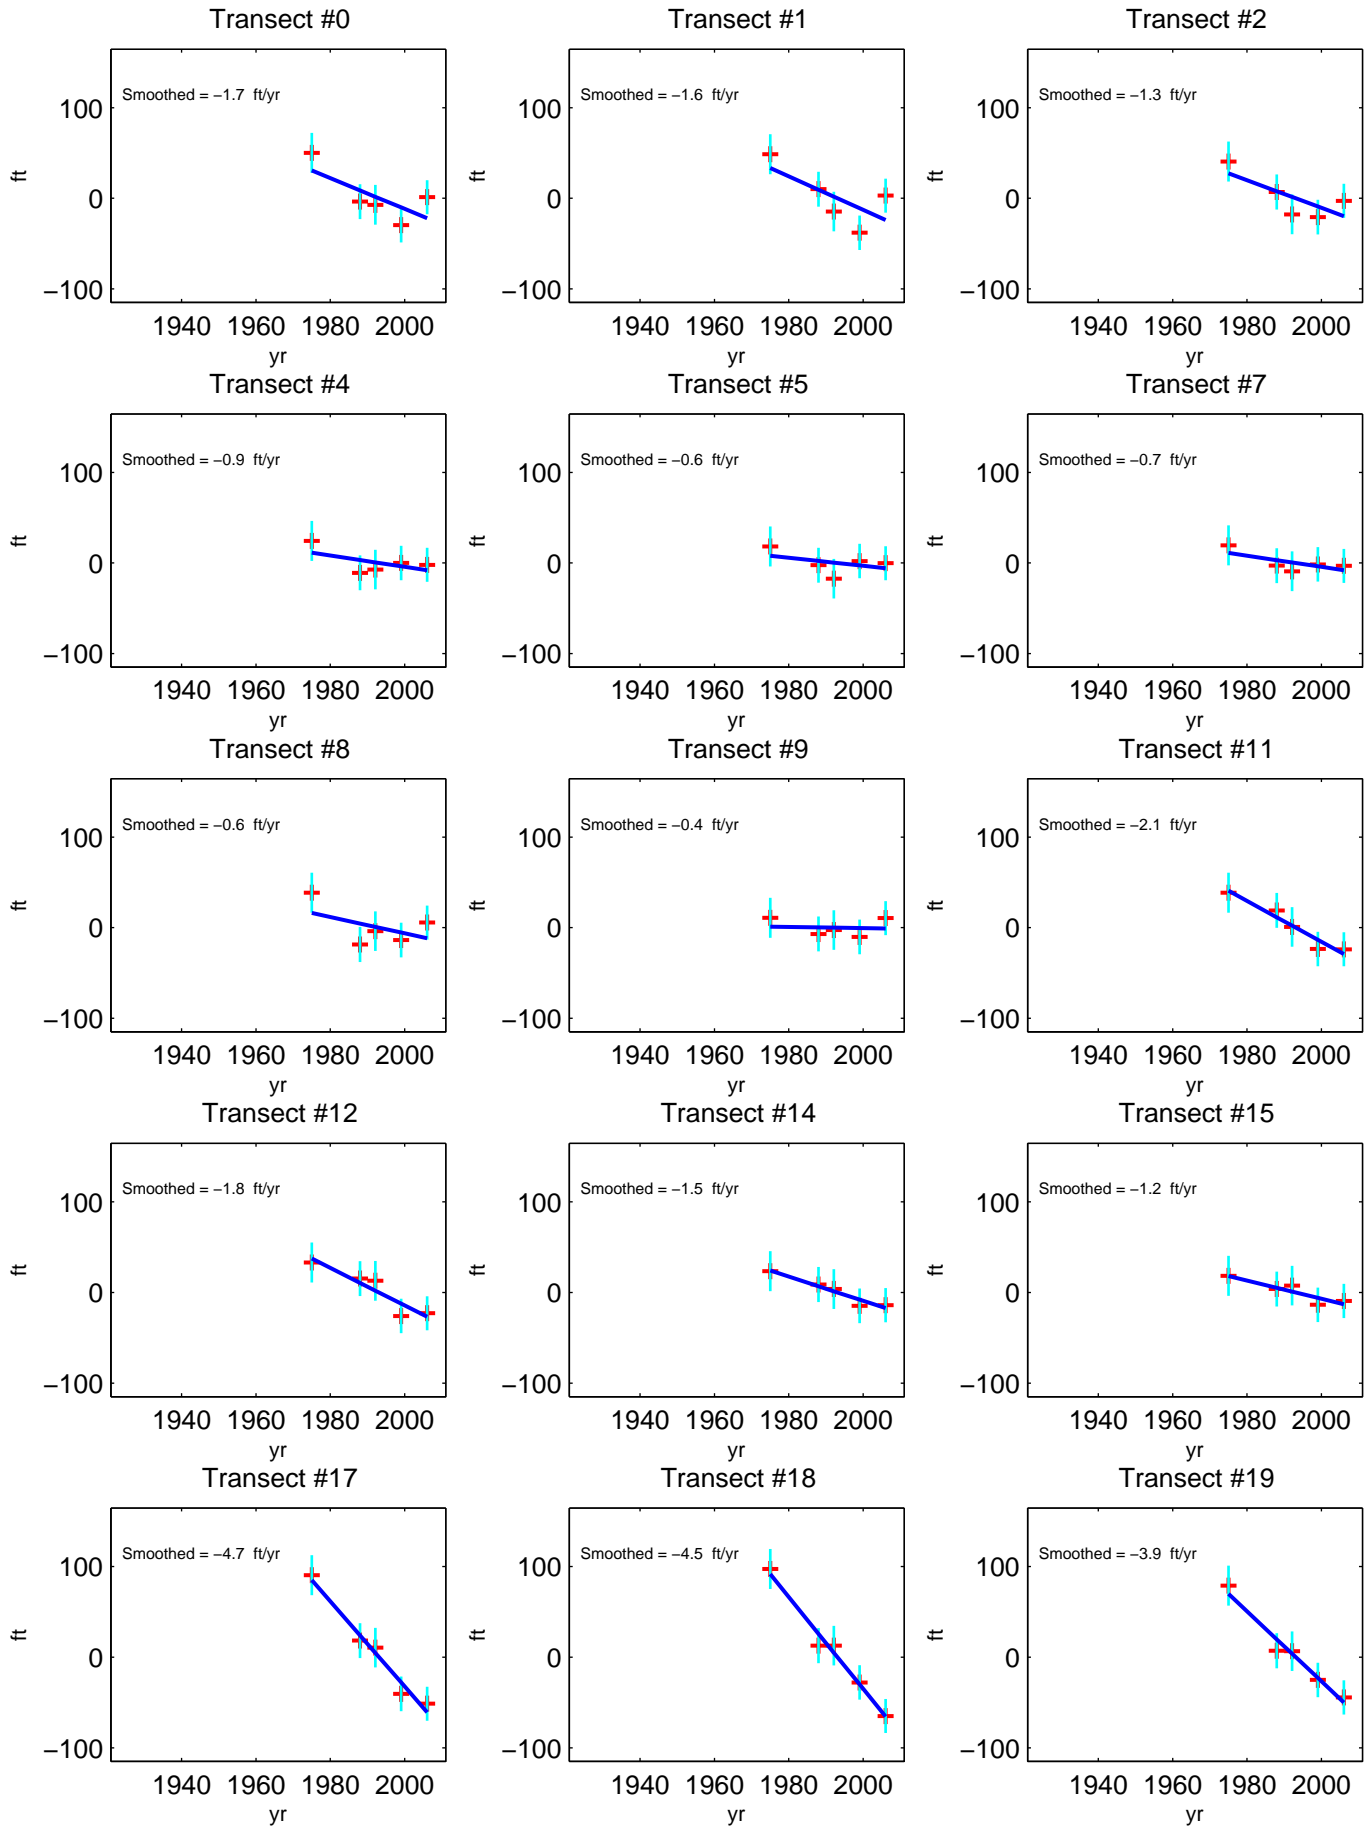 Transect #0
Transect #1
Transect #2
Smoothed = −1.7 ft/yr
Smoothed = −1.6 ft/yr
Smoothed = −1.3 ft/yr
100
0
−100
ft
1940 1960 1980 2000
yr
100
0
−100
ft
1940 1960 1980 2000
yr
100
0
−100
ft
1940 1960 1980 2000
yr
Transect #4
Transect #5
Transect #7
Smoothed = −0.9 ft/yr
Smoothed = −0.6 ft/yr
Smoothed = −0.7 ft/yr
100
0
−100
ft
1940 1960 1980 2000
yr
100
0
−100
ft
1940 1960 1980 2000
yr
100
0
−100
ft
1940 1960 1980 2000
yr
Transect #8
Transect #9
Transect #11
Smoothed = −0.6 ft/yr
Smoothed = −0.4 ft/yr
Smoothed = −2.1 ft/yr
100
0
−100
ft
1940 1960 1980 2000
yr
100
0
−100
ft
1940 1960 1980 2000
yr
100
0
−100
ft
1940 1960 1980 2000
yr
Transect #12
Transect #14
Transect #15
Smoothed = −1.8 ft/yr
Smoothed = −1.5 ft/yr
Smoothed = −1.2 ft/yr
100
0
−100
ft
1940 1960 1980 2000
yr
100
0
−100
ft
1940 1960 1980 2000
yr
100
0
−100
ft
1940 1960 1980 2000
yr
Transect #17
Transect #18
Transect #19
Smoothed = −4.7 ft/yr
Smoothed = −4.5 ft/yr
Smoothed = −3.9 ft/yr
100
0
−100
ft
1940 1960 1980 2000
yr
100
0
−100
ft
1940 1960 1980 2000
yr
100
0
−100
ft
1940 1960 1980 2000
yr